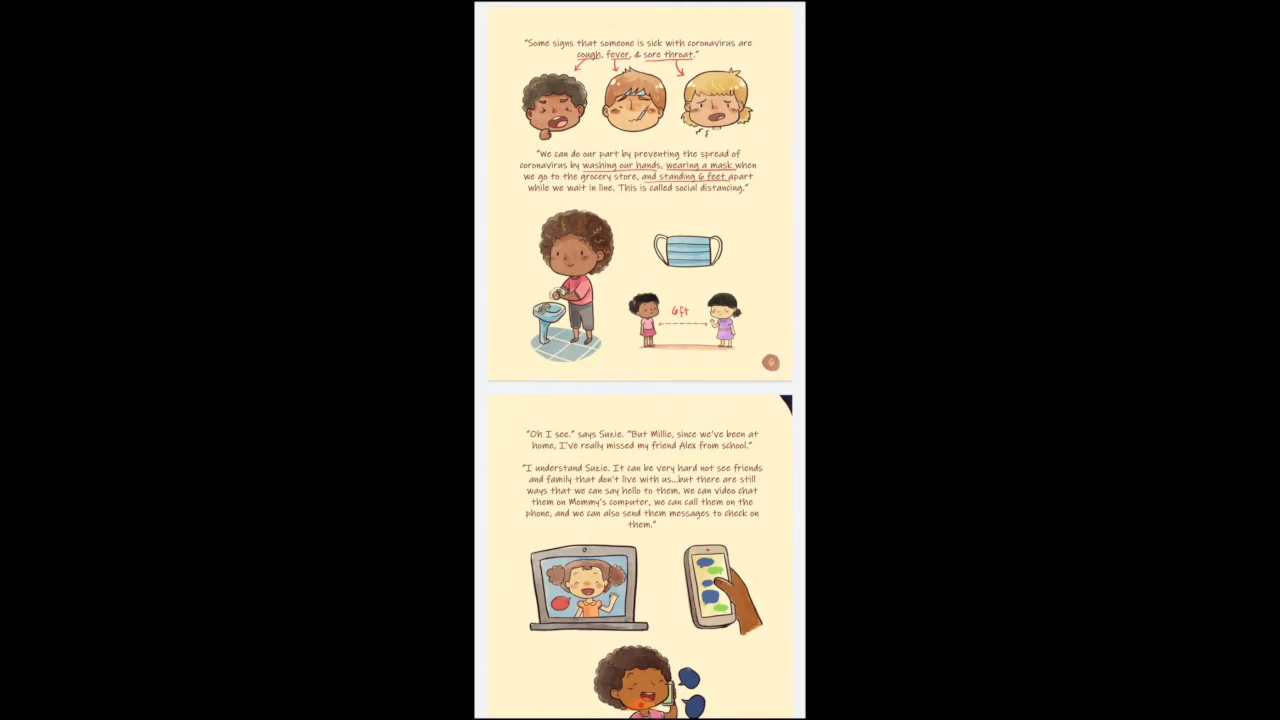 "Some signs that someone is sick with coronavirus are
cough, fever, & sore throat."
"We can do our part by preventing the spread of
coronavirus by washing our hands, wearing a mask when
we go to the grocery store, and standing 6 feet apart
while we wait in line. This is called social distancing."
6ft
6
"Oh I see." says Suzie. "But Millie, since we've been at
home, I've really missed my friend Alex from school."
"I understand Suzie. It can be very hard not see friends
and family that don't live with us...but there are still
ways that we can say hello to them. We can video chat
them on Mommy's computer, we can call them on the
phone, and we can also send them messages to check on
them."